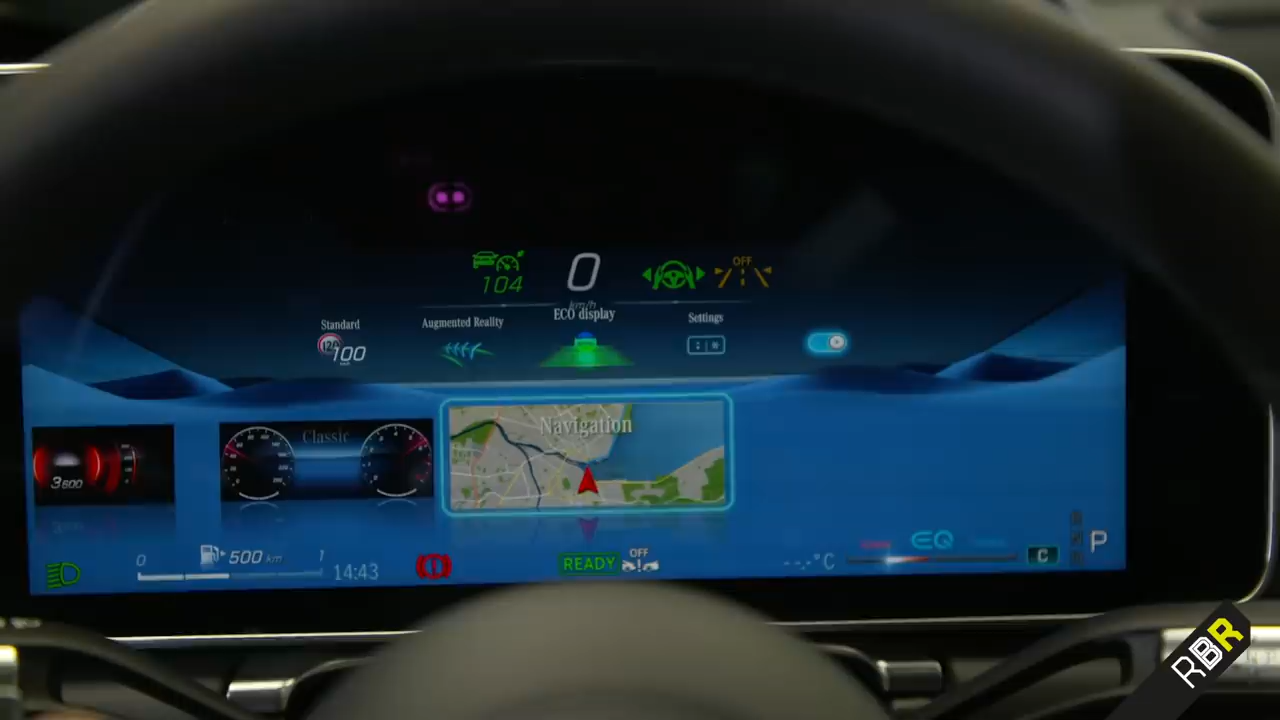 OFF
104
0
km/h
Standard
Augmented Reality
ECO display
Settings
100
Classic
Navigation
3600
0
500 km
1
14:43
READY
OFF
--,-°C
EQ
C
P
RBR